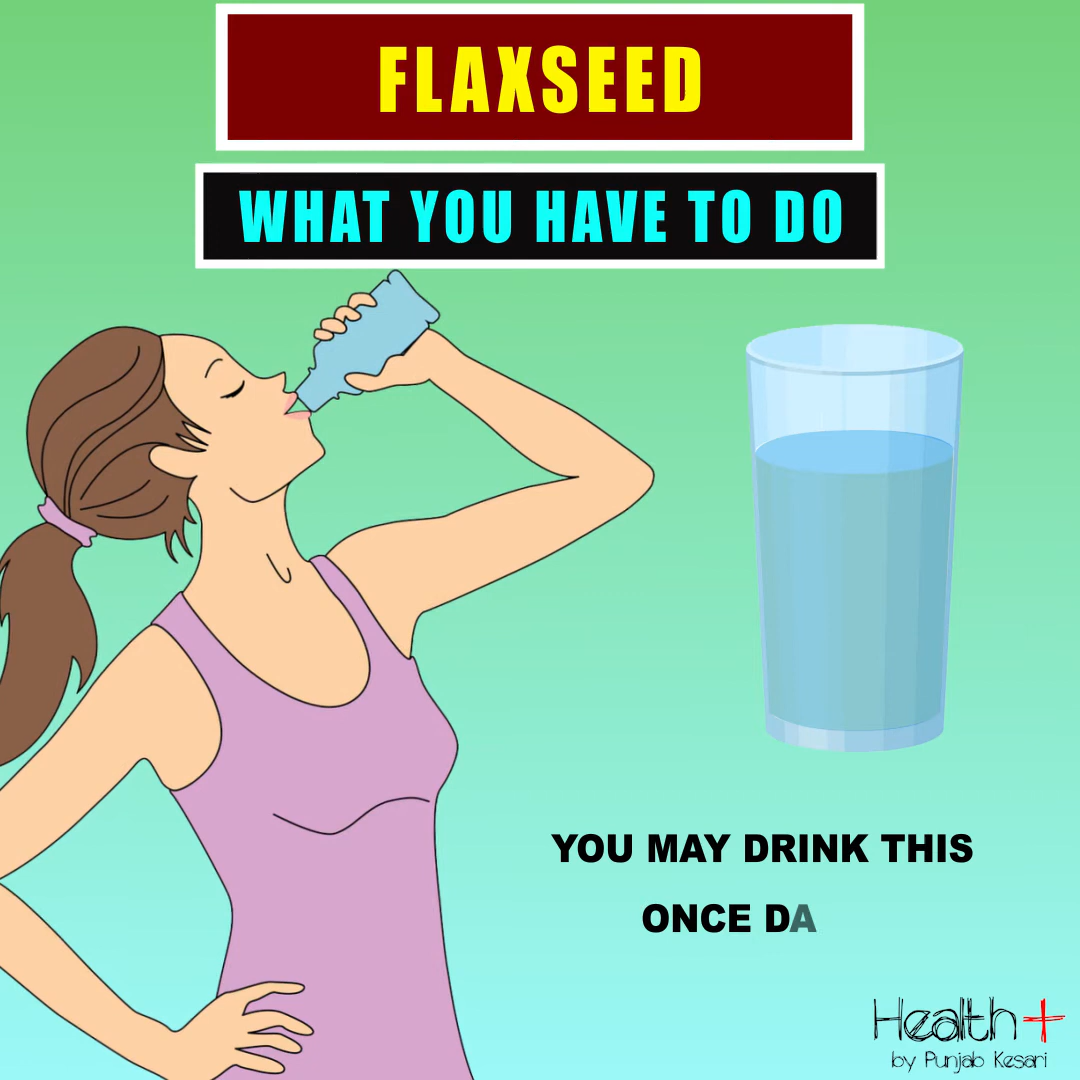 FLAXSEED
WHAT YOU HAVE TO DO
YOU MAY DRINK THIS
ONCE DA
Health+
by Punjab Kesari